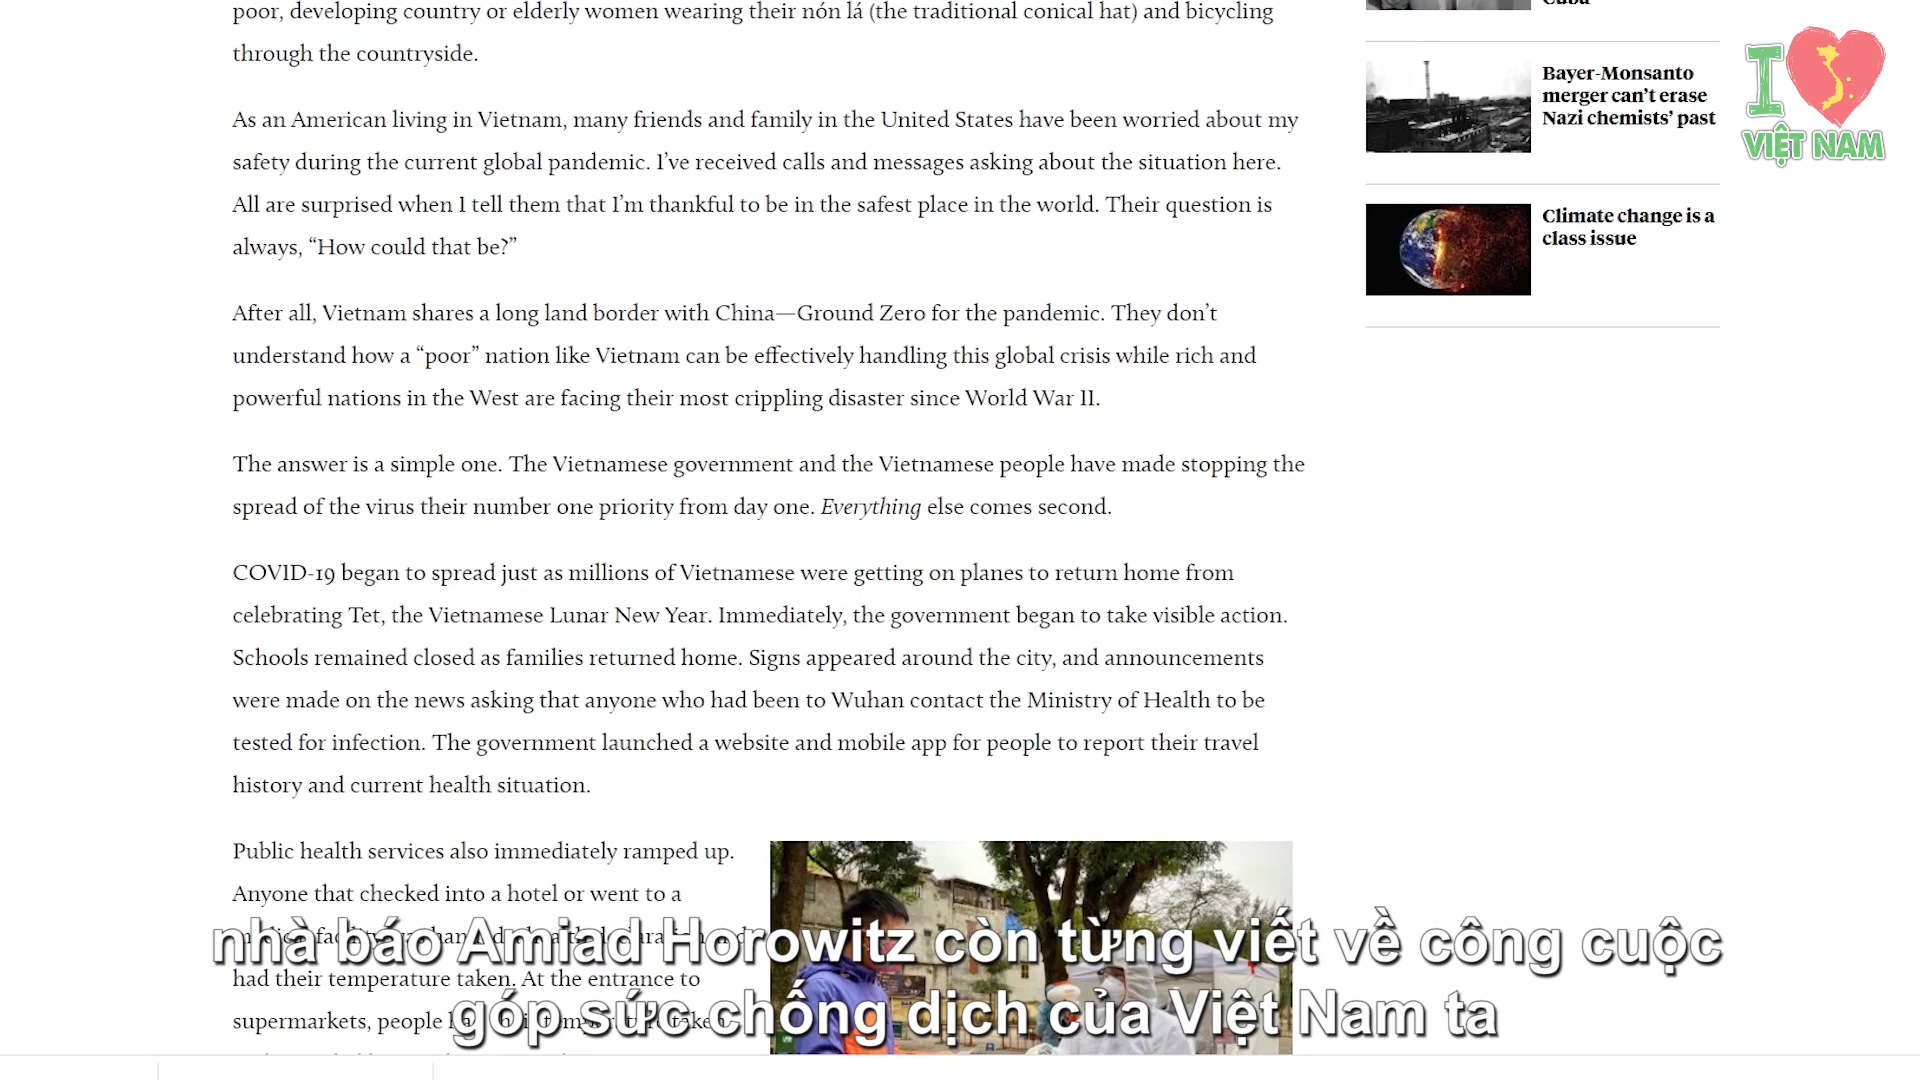 poor, developing country or elderly women wearing their nón lá (the traditional conical hat) and bicycling
through the countryside.
As an American living in Vietnam, many friends and family in the United States have been worried about my
safety during the current global pandemic. I’ve received calls and messages asking about the situation here.
All are surprised when I tell them that I’m thankful to be in the safest place in the world. Their question is
always, “How could that be?”
After all, Vietnam shares a long land border with China—Ground Zero for the pandemic. They don’t
understand how a “poor” nation like Vietnam can be effectively handling this global crisis while rich and
powerful nations in the West are facing their most crippling disaster since World War II.
The answer is a simple one. The Vietnamese government and the Vietnamese people have made stopping the
spread of the virus their number one priority from day one. Everything else comes second.
COVID-19 began to spread just as millions of Vietnamese were getting on planes to return home from
celebrating Tet, the Vietnamese Lunar New Year. Immediately, the government began to take visible action.
Schools remained closed as families returned home. Signs appeared around the city, and announcements
were made on the news asking that anyone who had been to Wuhan contact the Ministry of Health to be
tested for infection. The government launched a website and mobile app for people to report their travel
history and current health situation.
Public health services also immediately ramped up.
Anyone that checked into a hotel or went to a
had their temperature taken. At the entrance to
supermarkets, people
Bayer-Monsanto
merger can’t erase
Nazi chemists’ past
Climate change is a
class issue
I
VIỆT NAM
nhà báo Amiad Horowitz còn từng viết về công cuộc
góp sức chống dịch của Việt Nam ta